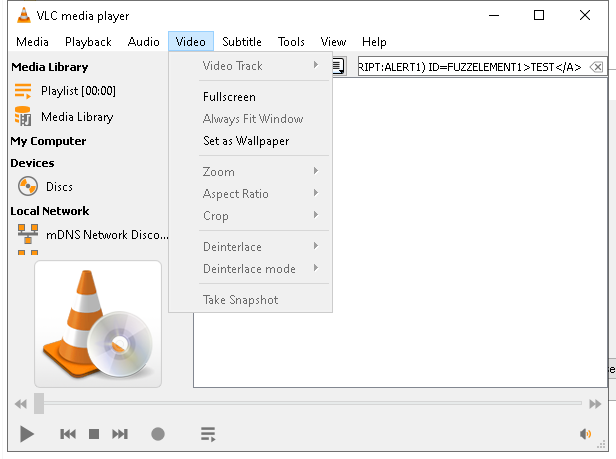 VLC media player
Media Playback Audio Video Subtitle Tools View Help
Media Library
Playlist [00:00]
Media Library
My Computer
Devices
Discs
Local Network
mDNS Network Disco...
Video Track
Fullscreen
Always Fit Window
Set as Wallpaper
Zoom
Aspect Ratio
Crop
Deinterlace
Deinterlace mode
Take Snapshot
RIPT:ALERT1) ID=FUZZELEMENT1>TEST</A>